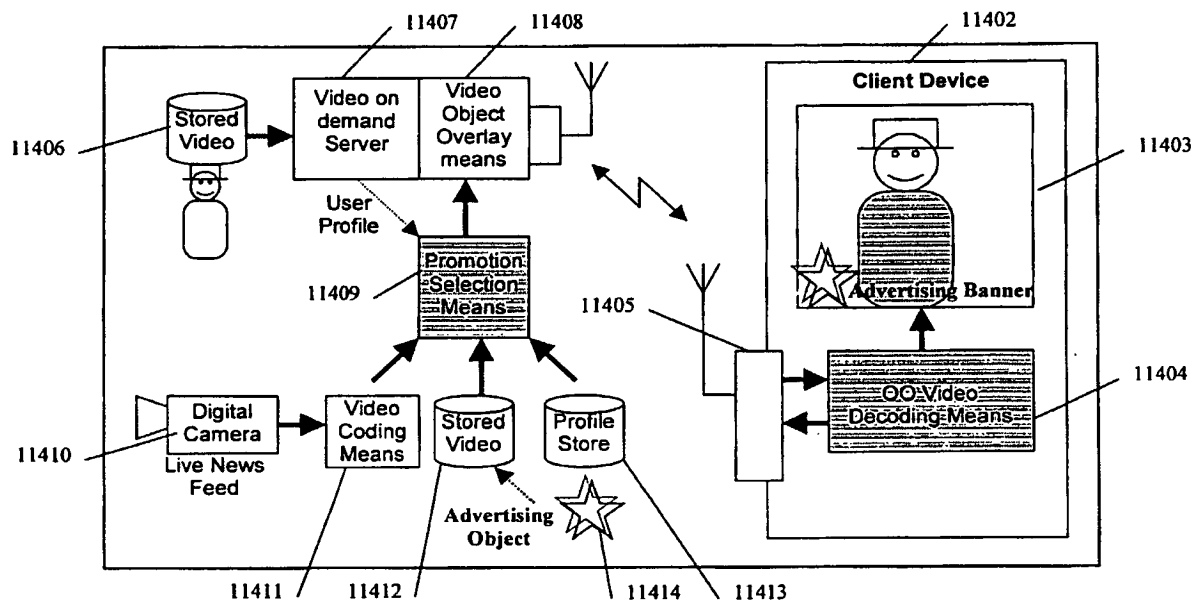 11407
11408
11402
Client Device
Stored
Video
Video on
demand
Server
Video
Object
Overlay
means
11406
11403
User
Profile
Promotion
Selection
Means
11409
Advertising Banner
11405
OO Video
Decoding Means
11404
Digital
Camera
Video
Coding
Means
Stored
Video
Profile
Store
11410
Live News
Feed
Advertising
Object
11411
11412
11414
11413